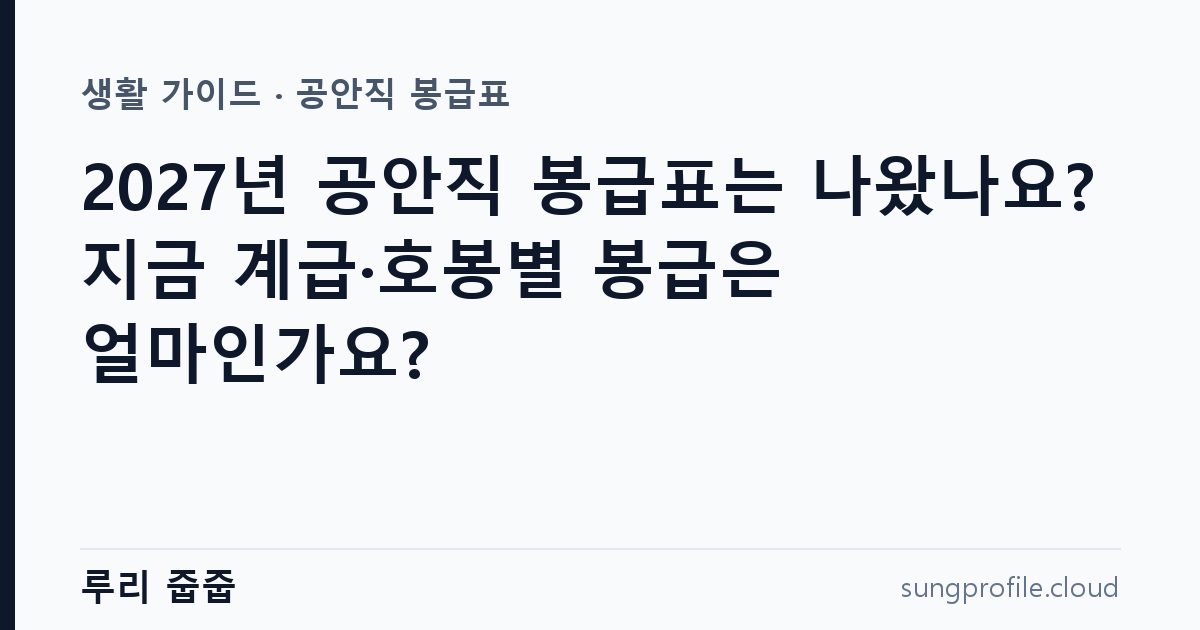 생활 가이드 · 공안직 봉급표
2027년 공안직 봉급표는 나왔나요?
지금 계급·호봉별 봉급은
얼마인가요?
루리 줍줍
sungprofile.cloud